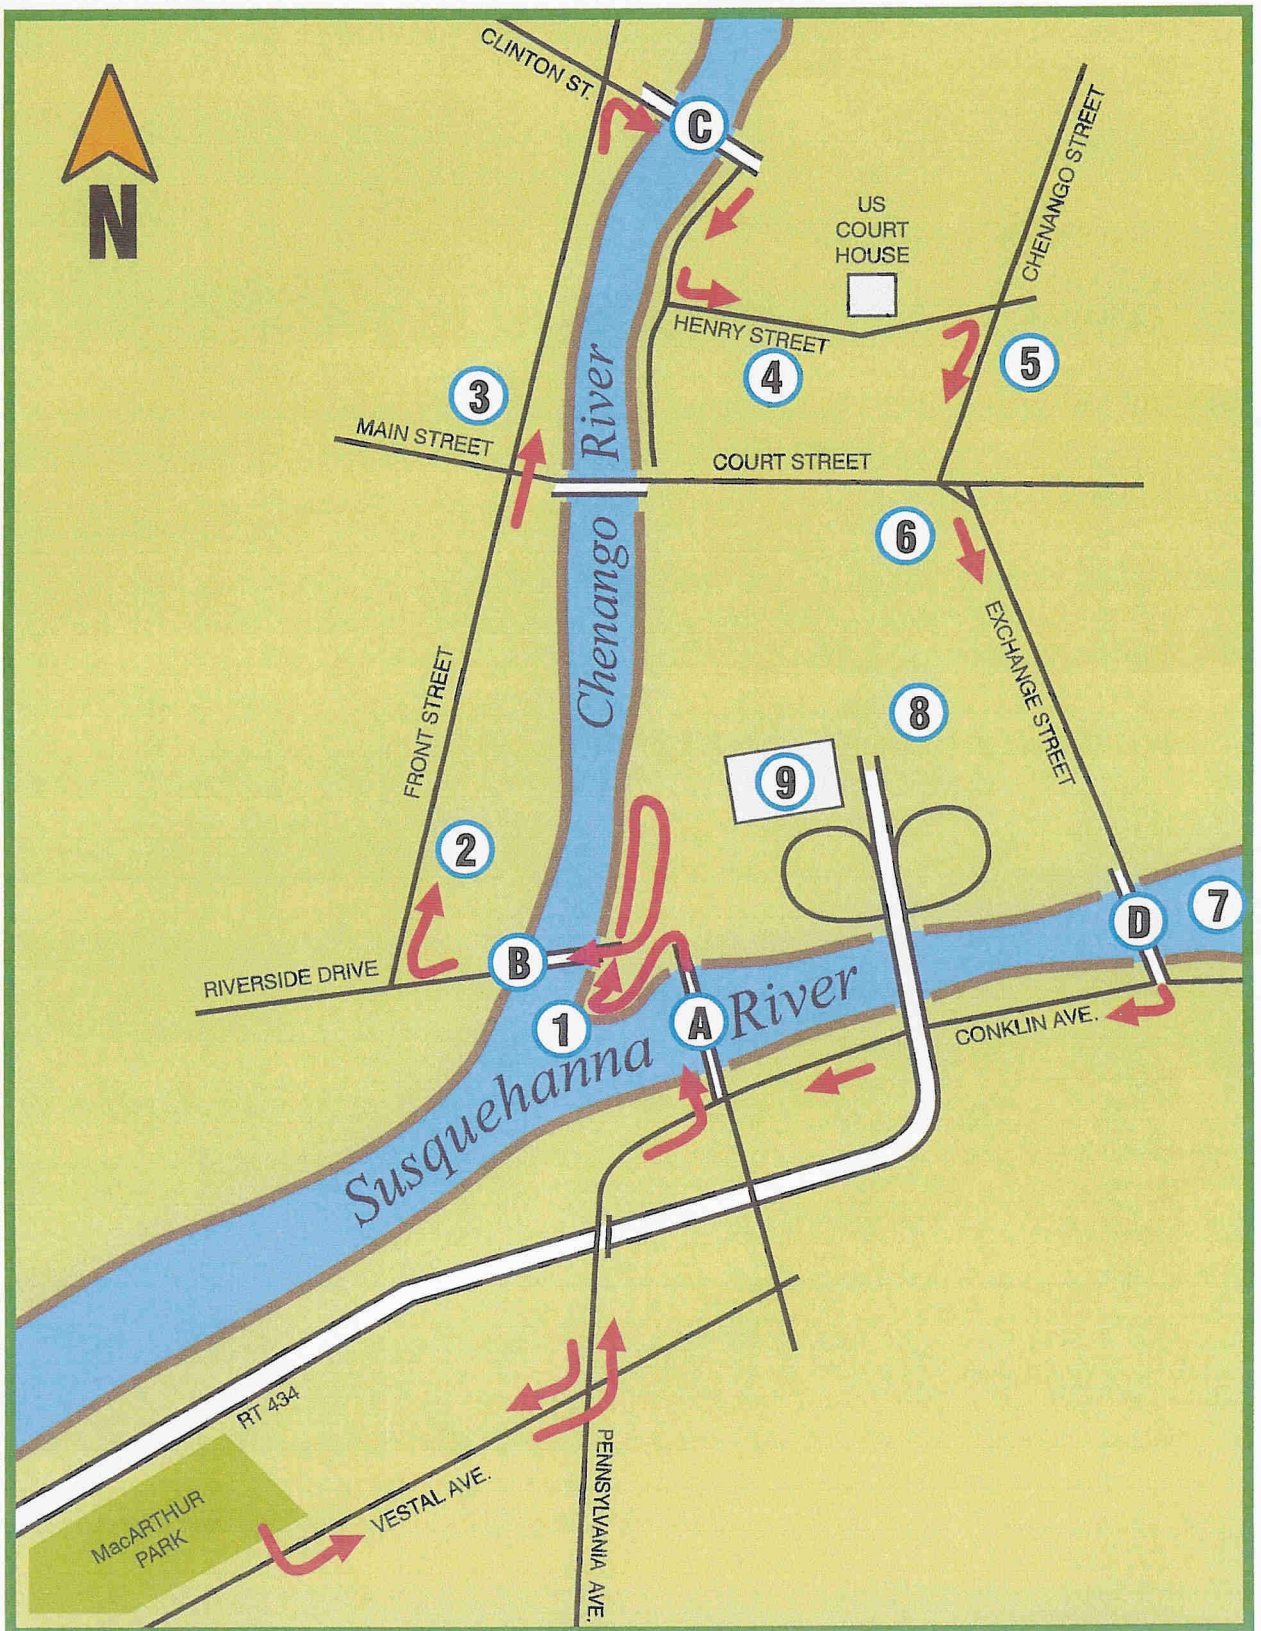 CLINTON ST.
C
N
US
COURT
HOUSE
CHENANGO STREET
HENRY STREET
4
5
3
MAIN STREET
Chenango River
COURT STREET
6
EXCHANGE STREET
FRONT STREET
8
9
2
7
D
B
RIVERSIDE DRIVE
1
A
Susquehanna River
CONKLIN AVE.
RT 434
MacARTHUR
PARK
VESTAL AVE.
PENNSYLVANIA AVE.